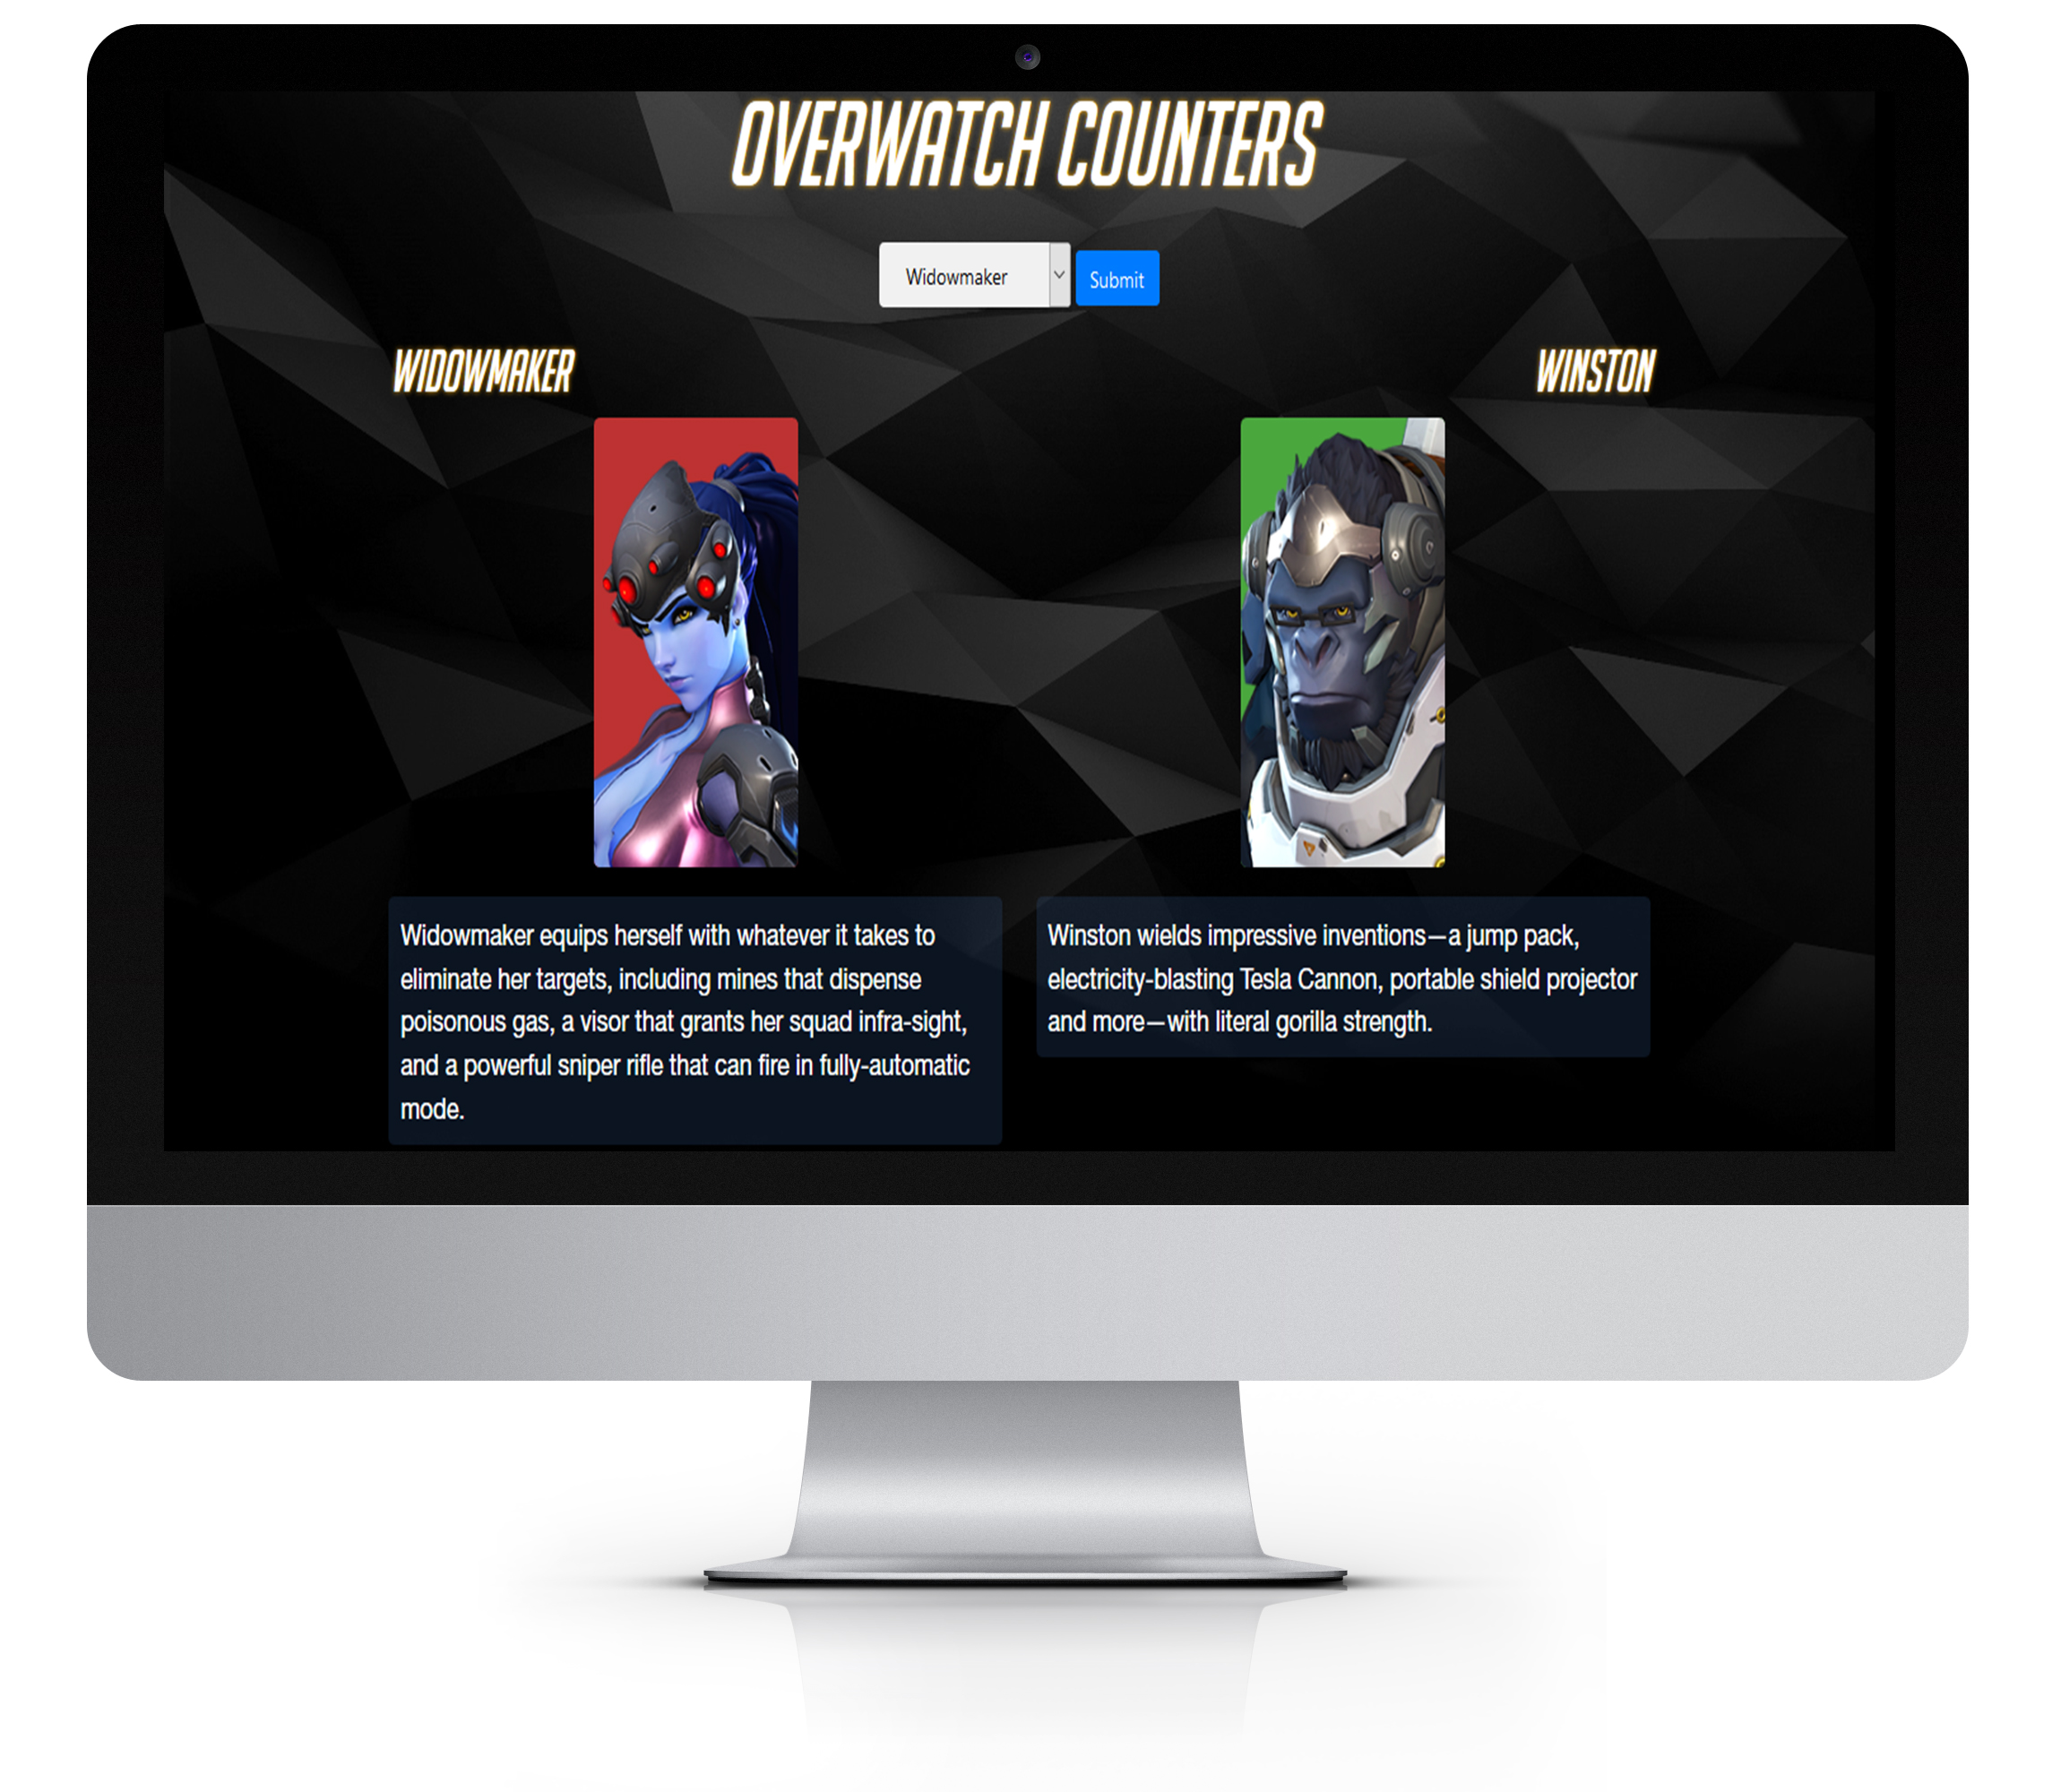 OVERWATCH COUNTERS
Widowmaker
Submit
WIDOWMAKER
WINSTON
Widowmaker equips herself with whatever it takes to
eliminate her targets, including mines that dispense
poisonous gas, a visor that grants her squad infra-sight,
and a powerful sniper rifle that can fire in fully-automatic
mode.
Winston wields impressive inventions—a jump pack,
electricity-blasting Tesla Cannon, portable shield projector
and more—with literal gorilla strength.